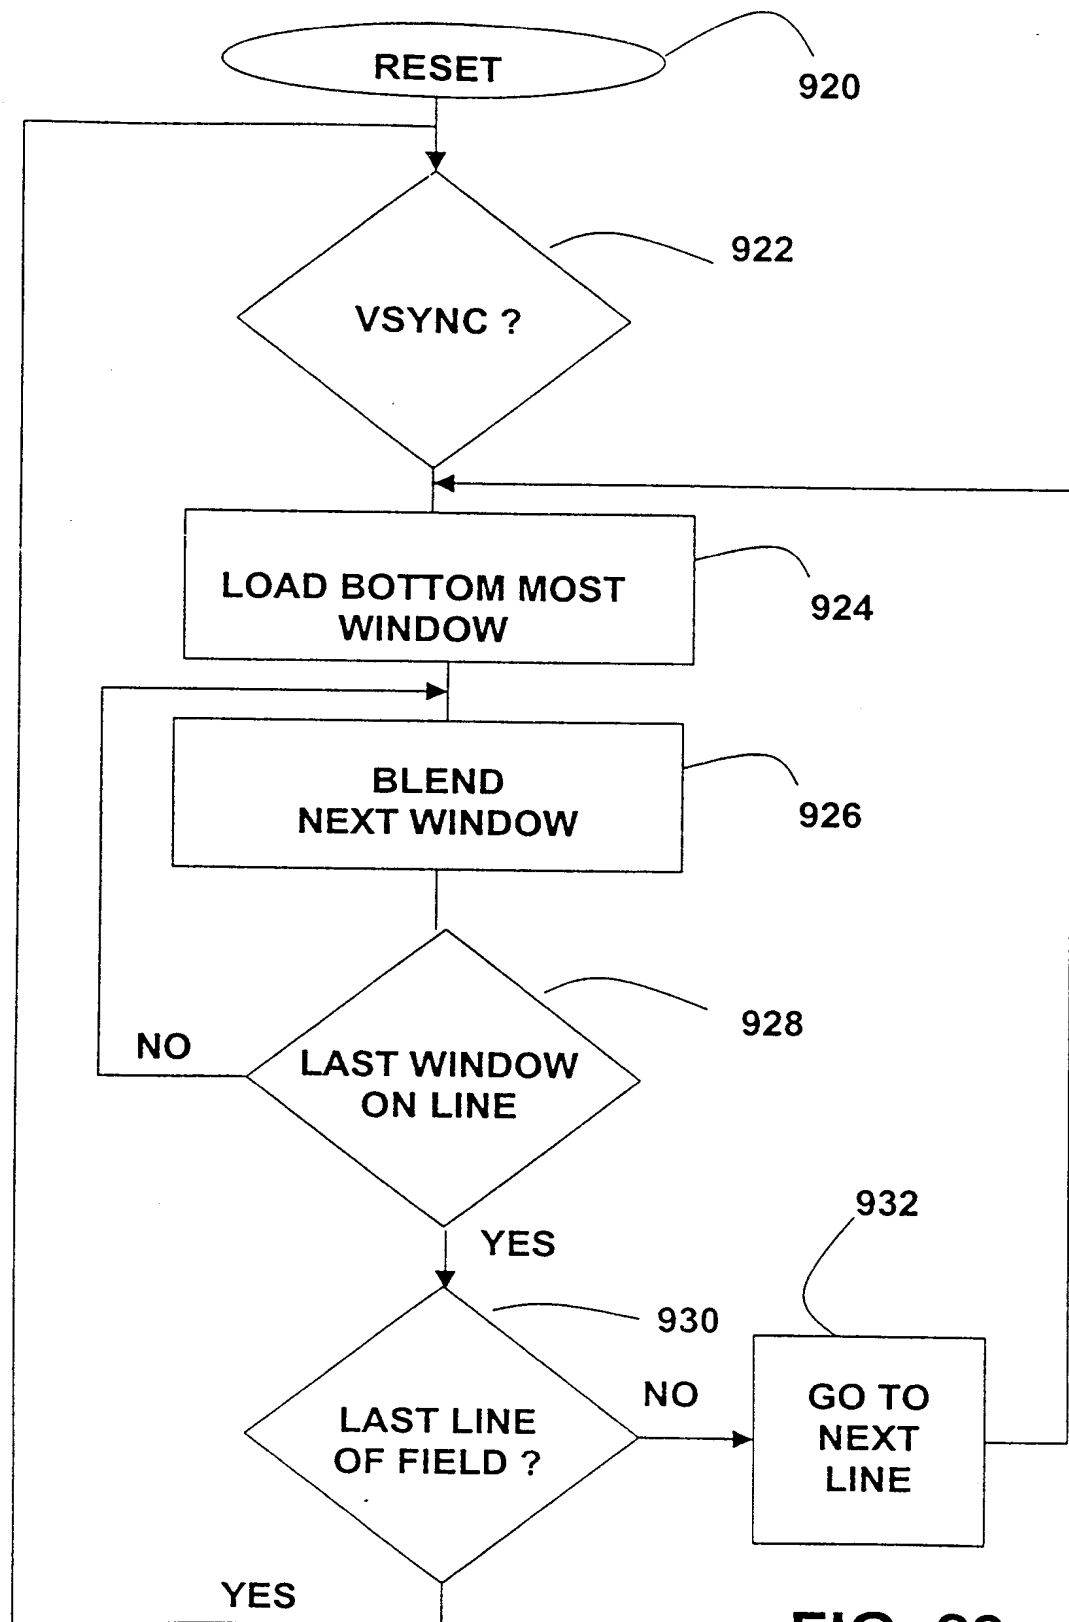 RESET
920
922
VSYNC ?
LOAD BOTTOM MOST
WINDOW
924
BLEND
NEXT WINDOW
926
928
NO
LAST WINDOW
ON LINE
932
YES
930
NO
GO TO
NEXT
LINE
LAST LINE
OF FIELD ?
YES
FIG.